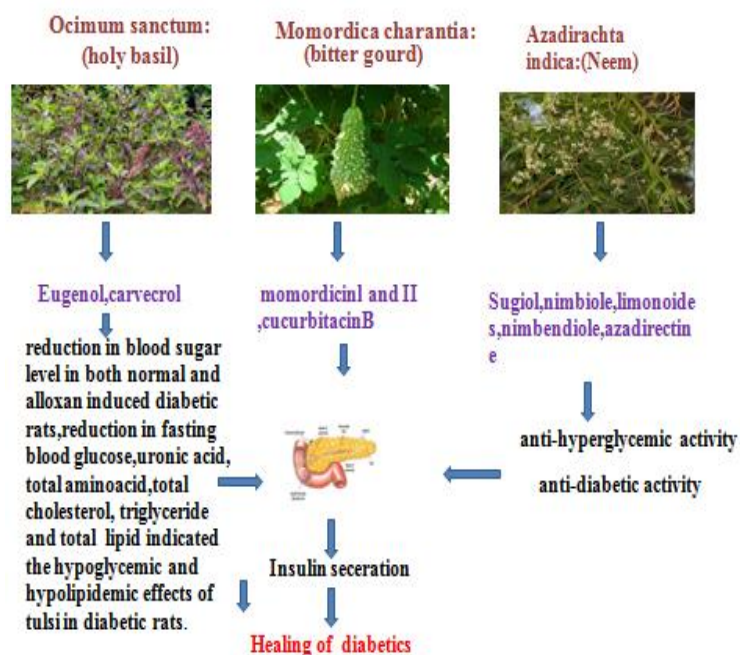 Ocimum sanctum:
(holy basil)
Momordica charantia:
(bitter gourd)
Azadirachta
indica:(Neem)
Eugenol,carvecrol
momordicinI and II
,cucurbitacinB
Sugiol,nimbiole,limonoide
s,nimbendiole,azadirectin
e
reduction in blood sugar
level in both normal and
alloxan induced diabetic
rats,reduction in fasting
blood glucose,uronic acid,
total aminoacid,total
cholesterol, triglyceride
and total lipid indicated
the hypoglycemic and
hypolipidemic effects of
tulsi in diabetic rats.
anti-hyperglycemic activity
anti-diabetic activity
Insulin seceration
Healing of diabetics